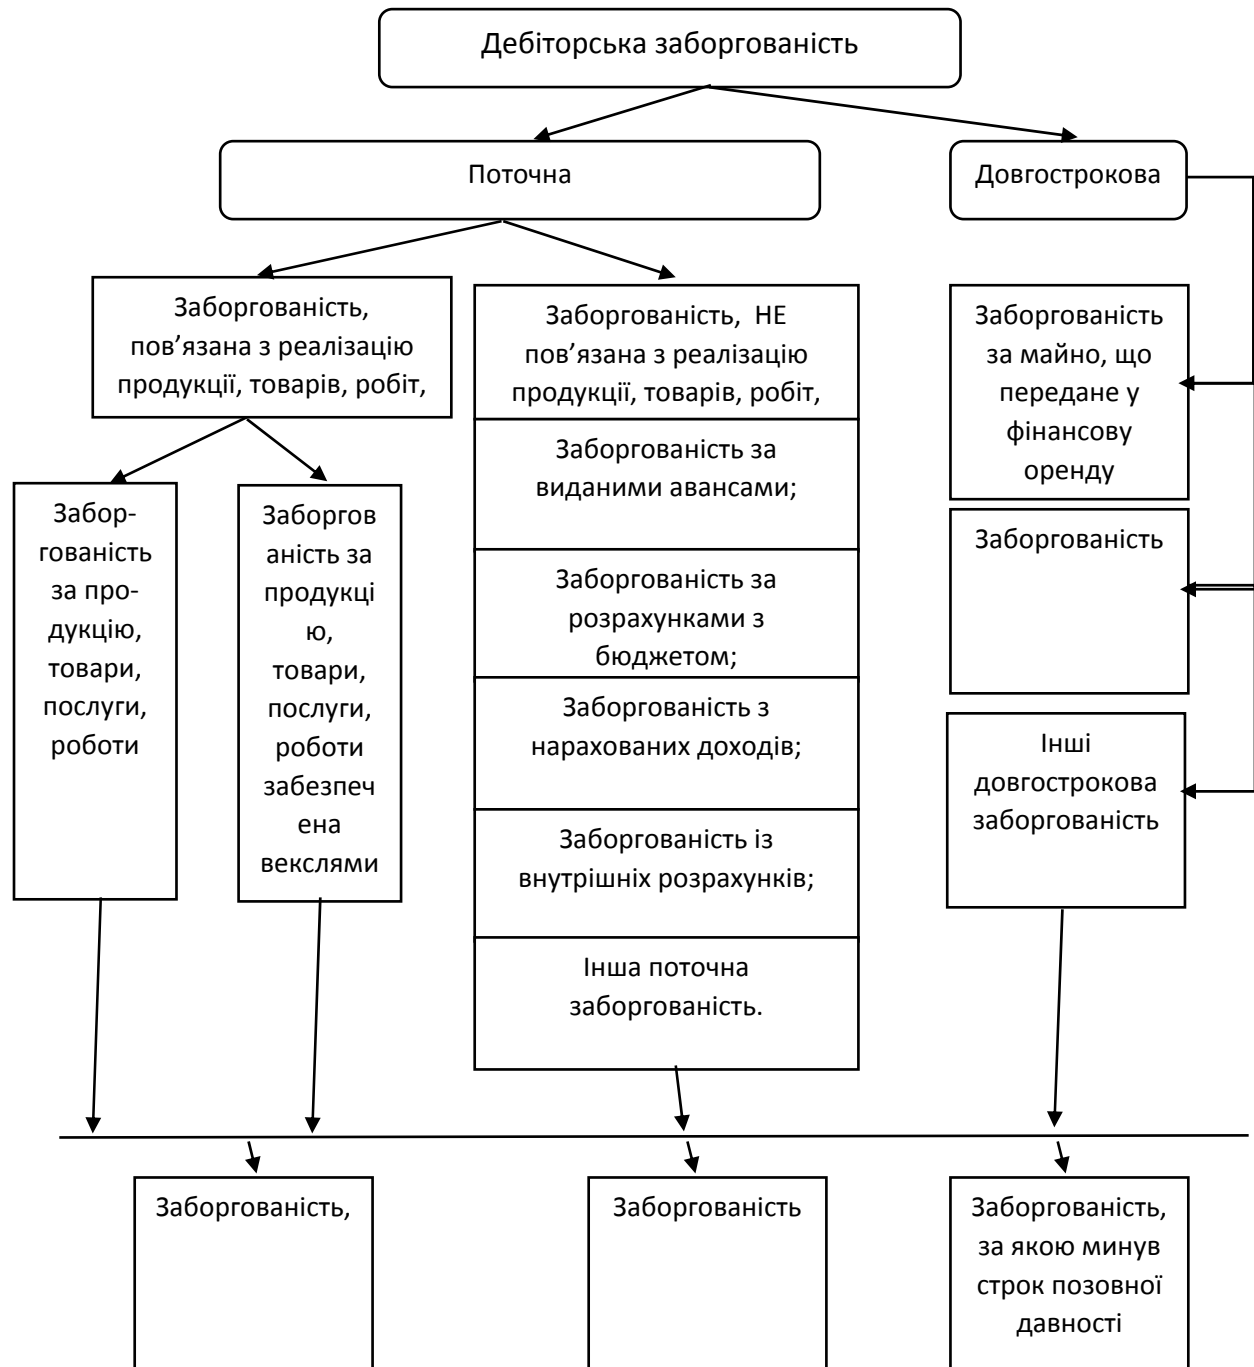 Дебіторська заборгованість
Поточна
Довгострокова
Заборгованість,
пов’язана з реалізацію
продукції, товарів, робіт,
Заборгованість, НЕ
пов’язана з реалізацію
продукції, товарів, робіт,
Заборгованість
за майно, що
передане у
фінансову
оренду
Забор-
гованість
за про-
дукцію,
товари,
послуги,
роботи
Заборгов
аність за
продукці
ю,
товари,
послуги,
роботи
забезпеч
ена
векслями
Заборгованість за
виданими авансами;
Заборгованість за
розрахунками з
бюджетом;
Заборгованість з
нарахованих доходів;
Заборгованість із
внутрішніх розрахунків;
Інша поточна
заборгованість.
Заборгованість
Інші
довгострокова
заборгованість
Заборгованість,
Заборгованість
Заборгованість,
за якою минув
строк позовної
давності